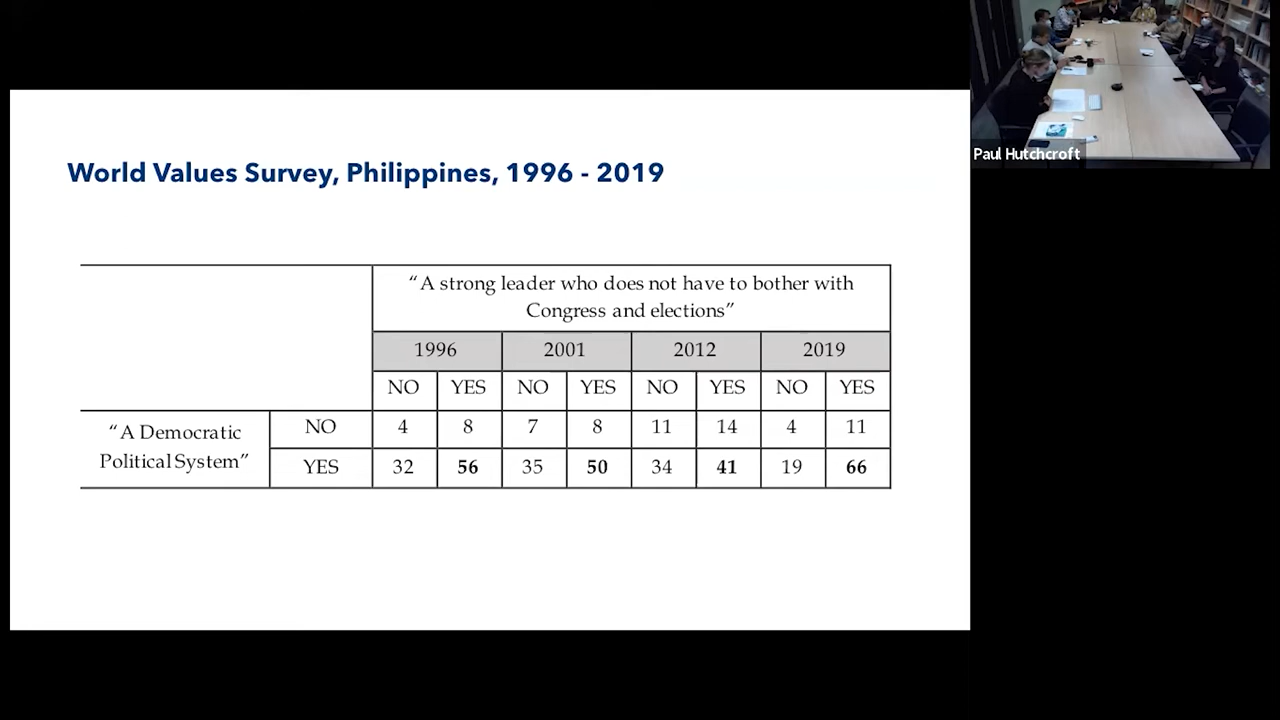 World Values Survey, Philippines, 1996 - 2019
“A strong leader who does not have to bother with
Congress and elections”
1996 2001 2012 2019
NO YES NO YES NO YES NO YES
“A Democratic
Political System”
NO 4 8 7 8 11 14 4 11
YES 32 56 35 50 34 41 19 66
Paul Hutchcroft